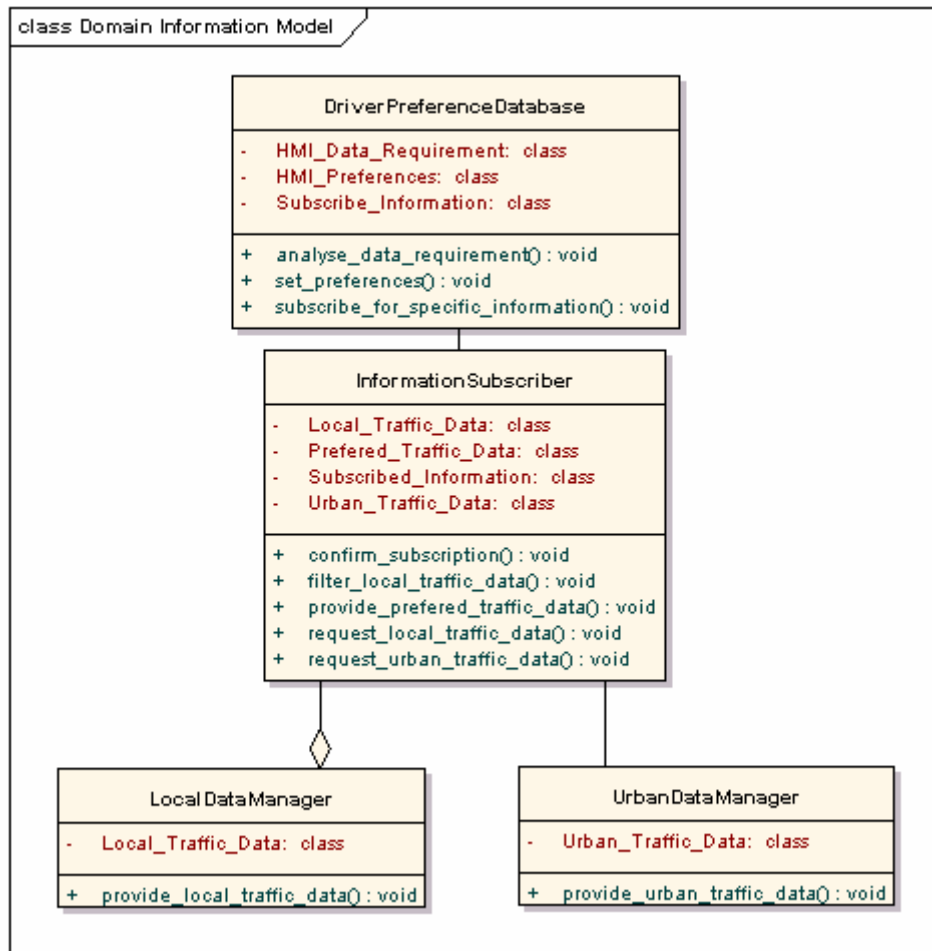 class Domain Information Model
DriverPreferenceDatabase
- HMI_Data_Requirement: class
- HMI_Preferences: class
- Subscribe_Information: class
+ analyse_data_requirement() : void
+ set_preferences() : void
+ subscribe_for_specific_information() : void
InformationSubscriber
- Local_Traffic_Data: class
- Prefered_Traffic_Data: class
- Subscribed_Information: class
- Urban_Traffic_Data: class
+ confirm_subscription() : void
+ filter_local_traffic_data() : void
+ provide_prefered_traffic_data() : void
+ request_local_traffic_data() : void
+ request_urban_traffic_data() : void
LocalDataManager
- Local_Traffic_Data: class
+ provide_local_traffic_data() : void
UrbanDataManager
- Urban_Traffic_Data: class
+ provide_urban_traffic_data() : void